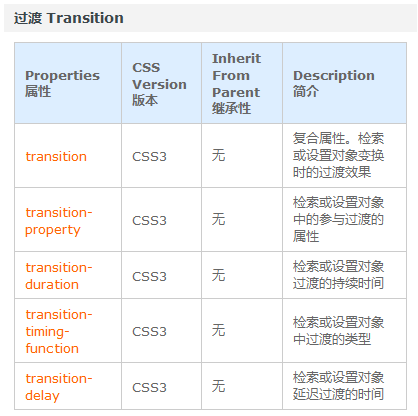 过渡 Transition
Properties
属性
CSS
Version
版本
Inherit
From
Parent
继承性
Description
简介
transition
CSS3
无
复合属性。检索
或设置对象变换
时的过渡效果
transition-
property
CSS3
无
检索或设置对象
中的参与过渡的
属性
transition-
duration
CSS3
无
检索或设置对象
过渡的持续时间
transition-
timing-
function
CSS3
无
检索或设置对象
中过渡的类型
transition-
delay
CSS3
无
检索或设置对象
延迟过渡的时间